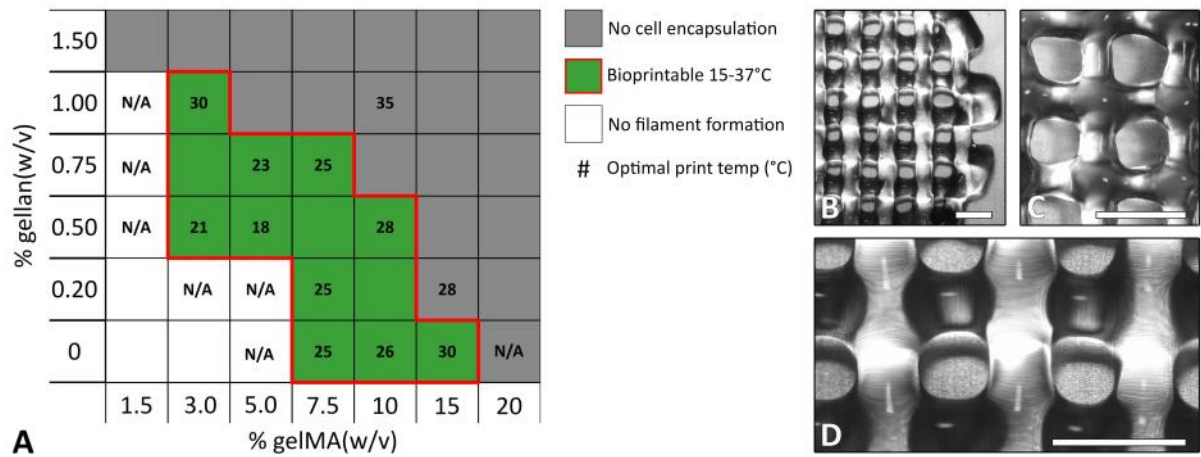 1.50
No cell encapsulation
1.00 N/A 30 35
Bioprintable 15-37°C
0.75 N/A 23 25
No filament formation
# Optimal print temp (°C)
0.50 N/A 21 18 28
0.20 N/A N/A 25 28
0 N/A 25 26 30 N/A
1.5 3.0 5.0 7.5 10 15 20
% gellan(w/v)
% gelMA(w/v)
A
B
C
D